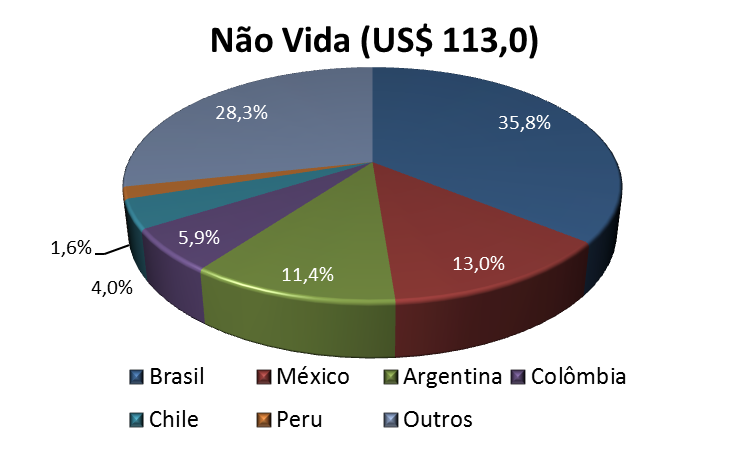 Não Vida (US$ 113,0)
28,3%
35,8%
1,6%
5,9%
4,0%
11,4%
13,0%
Brasil México Argentina Colômbia
Chile Peru Outros